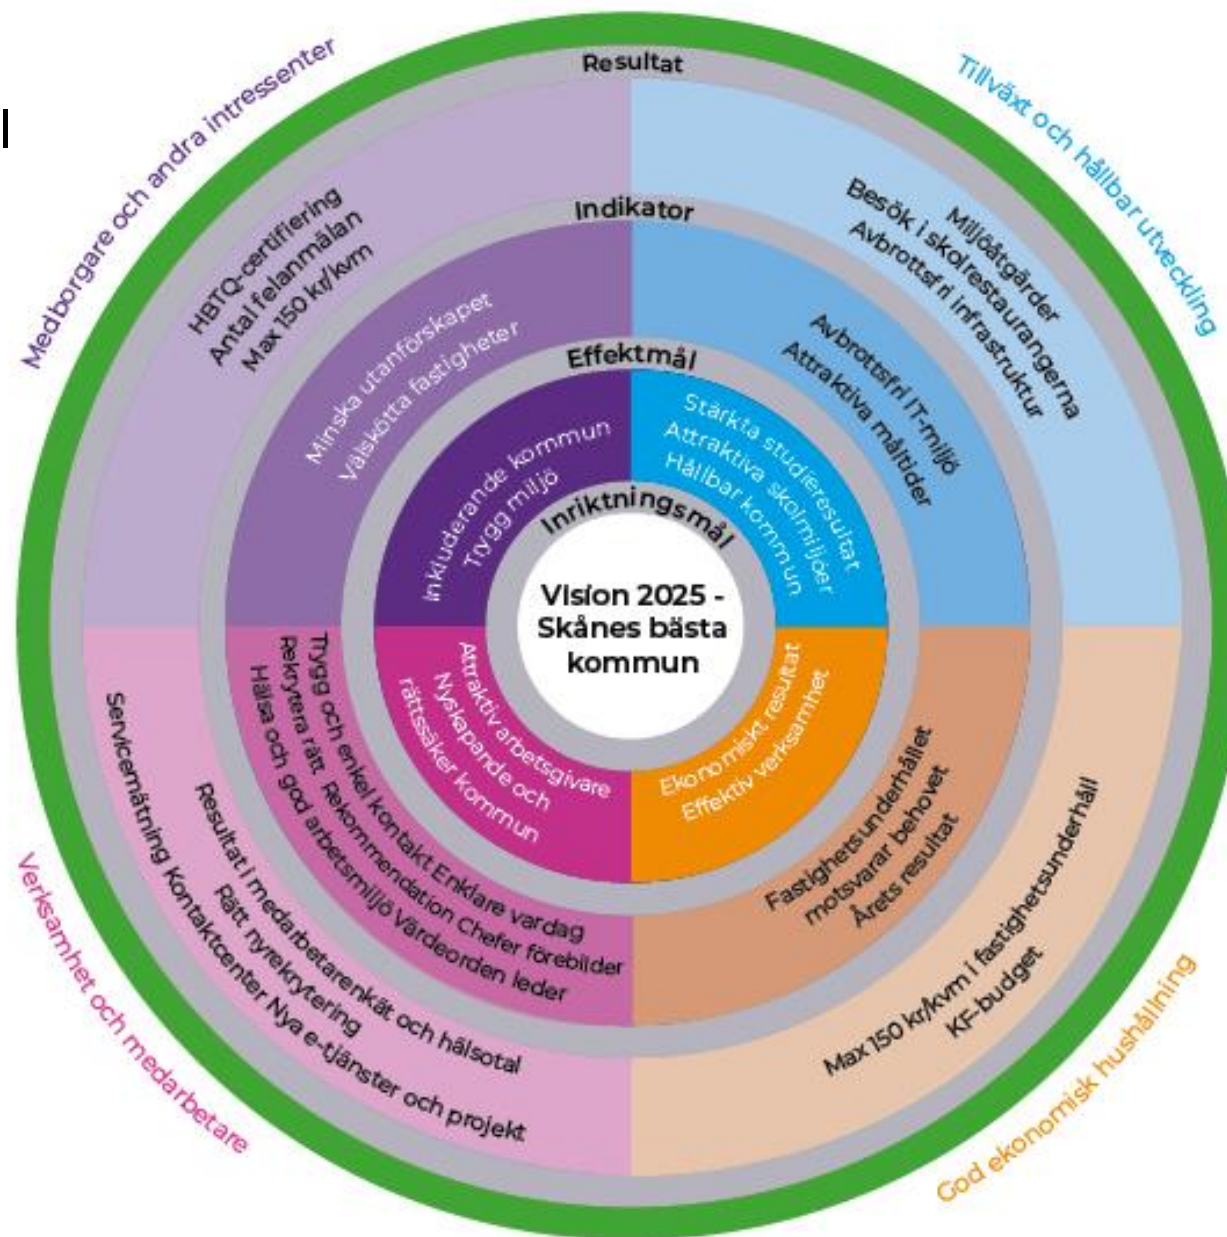 Resultat
Indikator
Effektmål
Inriktningsmål
Vision 2025 -
Skånes bästa
kommun
Medborgare och andra intressenter
HBTQ-certifiering
Antal felanmälan
Max 150 kr/kvm
Minska utanförskapet
Välskötta fastigheter
Inkluderande kommun
Trygg miljö
Tillväxt och hållbar utveckling
Miljöåtgärder
Besök i skolrestaurangerna
Avbrottsfri infrastruktur
Avbrottsfri IT-miljö
Attraktiva måltider
Stärkta studieresultat
Attraktiva skolmiljöer
Hållbar kommun
Verksamhet och medarbetare
Attraktiv arbetsgivare
Nyskapande och
rättssäker kommun
Trygg och enkel kontakt Enklare vardag
Rekrytera rätt Rekommendation Chefer förebilder
Hälsa och god arbetsmiljö Värdeorden leder
Resultat i medarbetarenkät och hälsotal
Rätt nyrekrytering
Servicemätning Kontaktcenter Nya e-tjänster och projekt
God ekonomisk hushållning
Ekonomiskt resultat
Effektiv verksamhet
Fastighetsunderhållet
motsvarar behovet
Årets resultat
Max 150 kr/kvm i fastighetsunderhåll
KF-budget